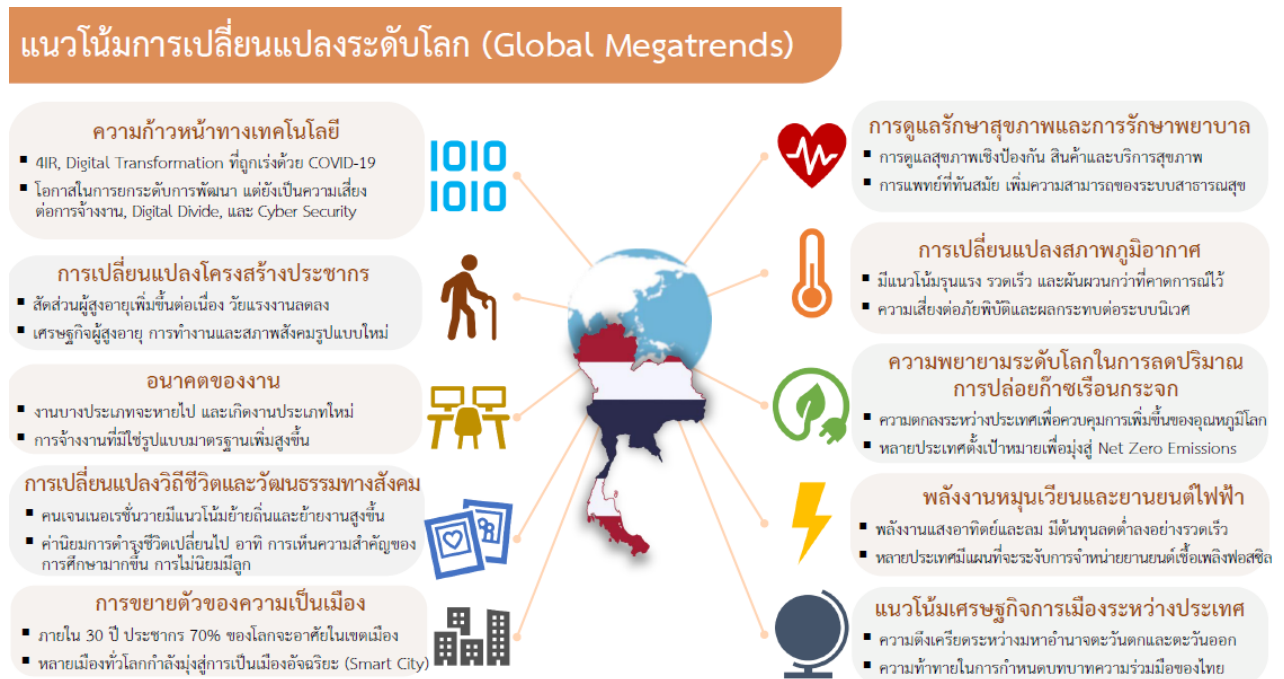 แนวโน้มการเปลี่ยนแปลงระดับโลก (Global Megatrends)
ความก้าวหน้าทางเทคโนโลยี
▪ 4IR, Digital Transformation ที่ถูกเร่งด้วย COVID-19
▪ โอกาสในการยกระดับการพัฒนา แต่ยังเป็นความเสี่ยง
ต่อการจ้างงาน, Digital Divide, และ Cyber Security
1010
1010
การเปลี่ยนแปลงโครงสร้างประชากร
▪ สัดส่วนผู้สูงอายุเพิ่มขึ้นต่อเนื่อง วัยแรงงานลดลง
▪ เศรษฐกิจผู้สูงอายุ การทำงานและสภาพสังคมรูปแบบใหม่
อนาคตของงาน
▪ งานบางประเภทจะหายไป และเกิดงานประเภทใหม่
▪ การจ้างงานที่มิใช่รูปแบบมาตรฐานเพิ่มสูงขึ้น
การเปลี่ยนแปลงวิถีชีวิตและวัฒนธรรมทางสังคม
▪ คนเจนเนอเรชั่นวายมีแนวโน้มย้ายถิ่นและย้ายงานสูงขึ้น
▪ ค่านิยมการดำรงชีวิตเปลี่ยนไป อาทิ การเห็นความสำคัญของ
การศึกษามากขึ้น การไม่นิยมมีลูก
การขยายตัวของความเป็นเมือง
▪ ภายใน 30 ปี ประชากร 70% ของโลกจะอาศัยในเขตเมือง
▪ หลายเมืองทั่วโลกกำลังมุ่งสู่การเป็นเมืองอัจฉริยะ (Smart City)
การดูแลรักษาสุขภาพและการรักษาพยาบาล
▪ การดูแลสุขภาพเชิงป้องกัน สินค้าและบริการสุขภาพ
▪ การแพทย์ที่ทันสมัย เพิ่มความสามารถของระบบสาธารณสุข
การเปลี่ยนแปลงสภาพภูมิอากาศ
▪ มีแนวโน้มรุนแรง รวดเร็ว และผันผวนกว่าที่คาดการณ์ไว้
▪ ความเสี่ยงต่อภัยพิบัติและผลกระทบต่อระบบนิเวศ
ความพยายามระดับโลกในการลดปริมาณ
การปล่อยก๊าซเรือนกระจก
▪ ความตกลงระหว่างประเทศเพื่อควบคุมการเพิ่มขึ้นของอุณหภูมิโลก
▪ หลายประเทศตั้งเป้าหมายเพื่อมุ่งสู่ Net Zero Emissions
พลังงานหมุนเวียนและยานยนต์ไฟฟ้า
▪ พลังงานแสงอาทิตย์และลม มีต้นทุนลดต่ำลงอย่างรวดเร็ว
▪ หลายประเทศมีแผนที่จะระงับการจำหน่ายยานยนต์เชื้อเพลิงฟอสซิล
แนวโน้มเศรษฐกิจการเมืองระหว่างประเทศ
▪ ความตึงเครียดระหว่างมหาอำนาจตะวันตกและตะวันออก
▪ ความท้าทายในการกำหนดบทบาทความร่วมมือของไทย